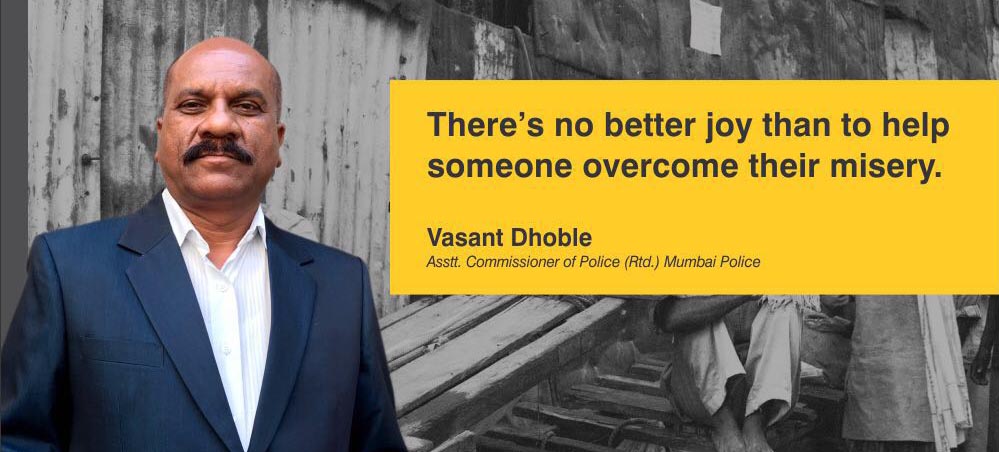 There’s no better joy than to help
someone overcome their misery.
Vasant Dhoble
Asstt. Commissioner of Police (Rtd.) Mumbai Police